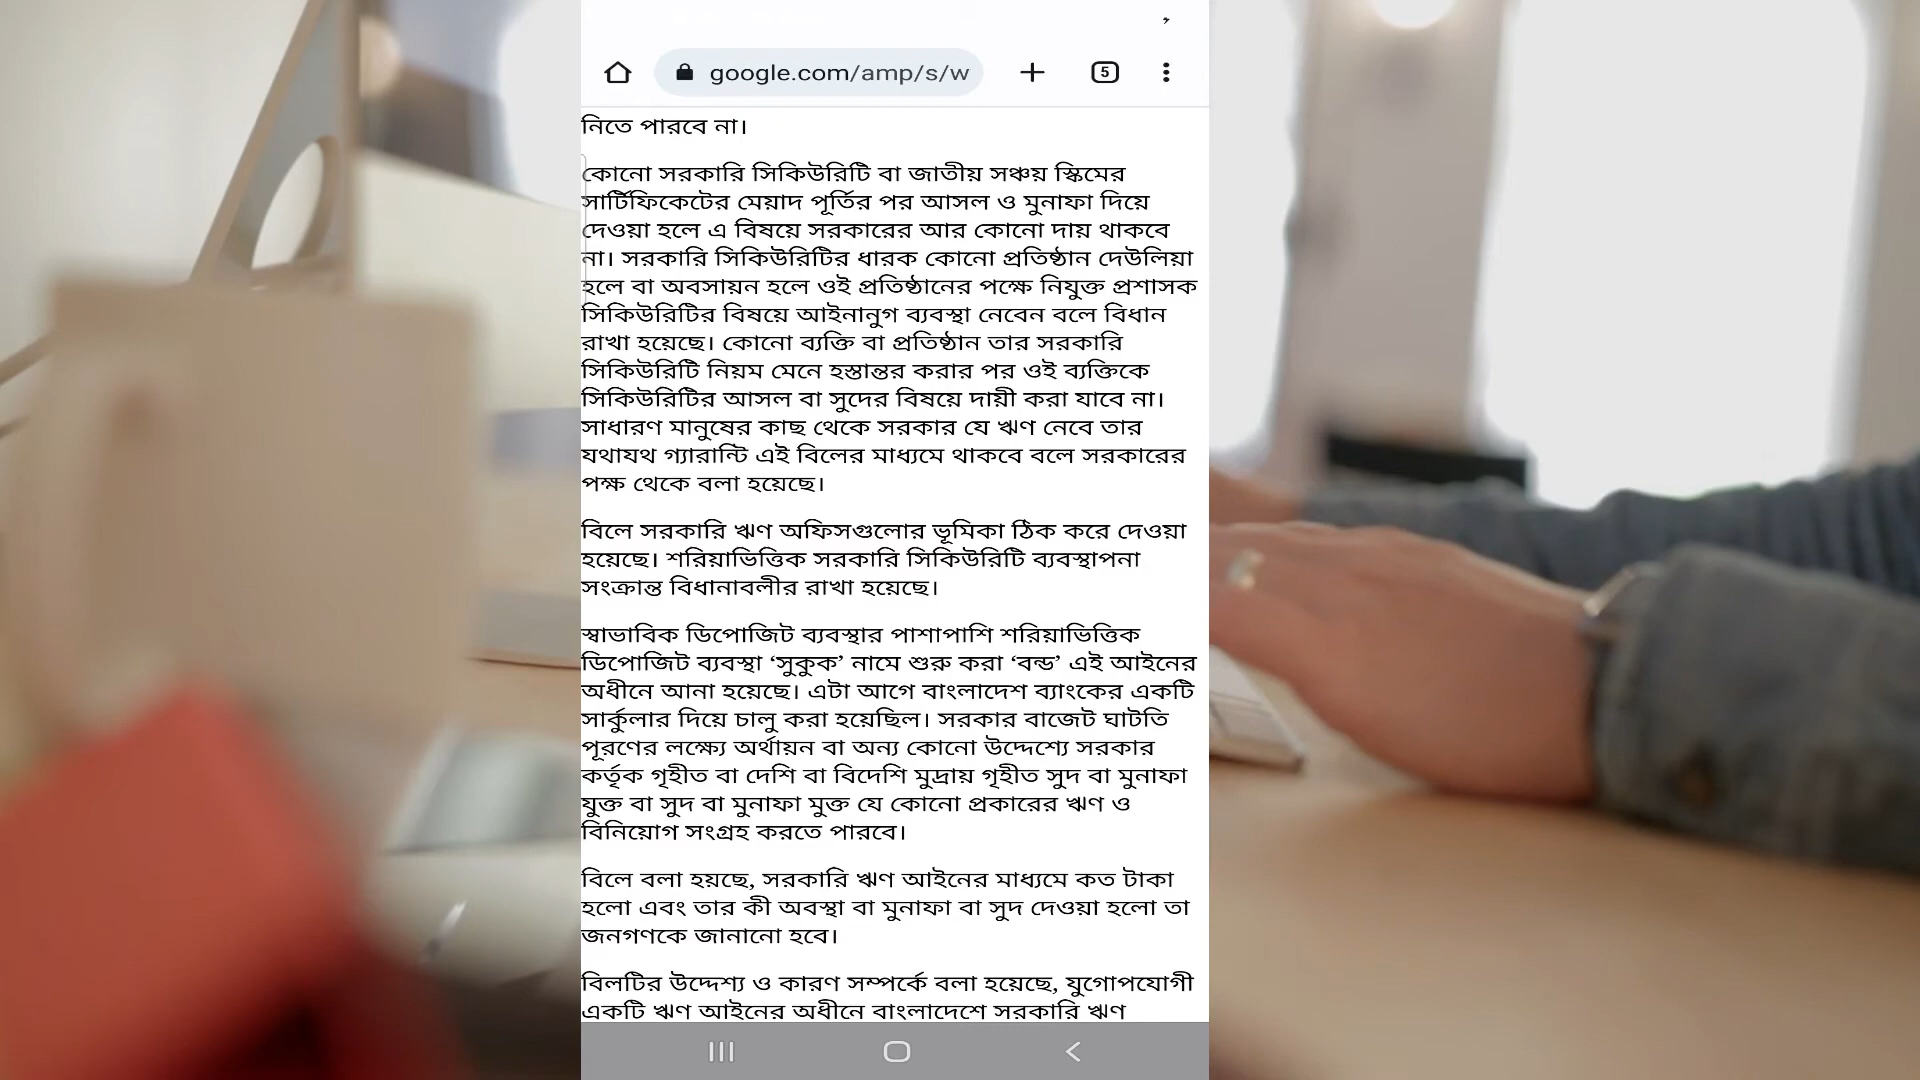 google.com/amp/s/w
5
নিতে পারবে না।
কোনো সরকারি সিকিউরিটি বা জাতীয় সঞ্চয় স্কিমের
সার্টিফিকেটের মেয়াদ পূর্তির পর আসল ও মুনাফা দিয়ে
দেওয়া হলে এ বিষয়ে সরকারের আর কোনো দায় থাকবে
না। সরকারি সিকিউরিটির ধারক কোনো প্রতিষ্ঠান দেউলিয়া
হলে বা অবসায়ন হলে ওই প্রতিষ্ঠানের পক্ষে নিযুক্ত প্রশাসক
সিকিউরিটির বিষয়ে আইনানুগ ব্যবস্থা নেবেন বলে বিধান
রাখা হয়েছে। কোনো ব্যক্তি বা প্রতিষ্ঠান তার সরকারি
সিকিউরিটি নিয়ম মেনে হস্তান্তর করার পর ওই ব্যক্তিকে
সিকিউরিটির আসল বা সুদের বিষয়ে দায়ী করা যাবে না।
সাধারণ মানুষের কাছ থেকে সরকার যে ঋণ নেবে তার
যথাযথ গ্যারান্টি এই বিলের মাধ্যমে থাকবে বলে সরকারের
পক্ষ থেকে বলা হয়েছে।
বিলে সরকারি ঋণ অফিসগুলোর ভূমিকা ঠিক করে দেওয়া
হয়েছে। শরিয়াভিত্তিক সরকারি সিকিউরিটি ব্যবস্থাপনা
সংক্রান্ত বিধানাবলীর রাখা হয়েছে।
স্বাভাবিক ডিপোজিট ব্যবস্থার পাশাপাশি শরিয়াভিত্তিক
ডিপোজিট ব্যবস্থা ‘সুকুক’ নামে শুরু করা ‘বন্ড’ এই আইনের
অধীনে আনা হয়েছে। এটা আগে বাংলাদেশ ব্যাংকের একটি
সার্কুলার দিয়ে চালু করা হয়েছিল। সরকার বাজেট ঘাটতি
পূরণের লক্ষ্যে অর্থায়ন বা অন্য কোনো উদ্দেশ্যে সরকার
কর্তৃক গৃহীত বা দেশি বা বিদেশি মুদ্রায় গৃহীত সুদ বা মুনাফা
যুক্ত বা সুদ বা মুনাফা মুক্ত যে কোনো প্রকারের ঋণ ও
বিনিয়োগ সংগ্রহ করতে পারবে।
বিলে বলা হয়ছে, সরকারি ঋণ আইনের মাধ্যমে কত টাকা
হলো এবং তার কী অবস্থা বা মুনাফা বা সুদ দেওয়া হলো তা
জনগণকে জানানো হবে।
বিলটির উদ্দেশ্য ও কারণ সম্পর্কে বলা হয়েছে, যুগোপযোগী
একটি ঋণ আইনের অধীনে বাংলাদেশে সরকারি ঋণ